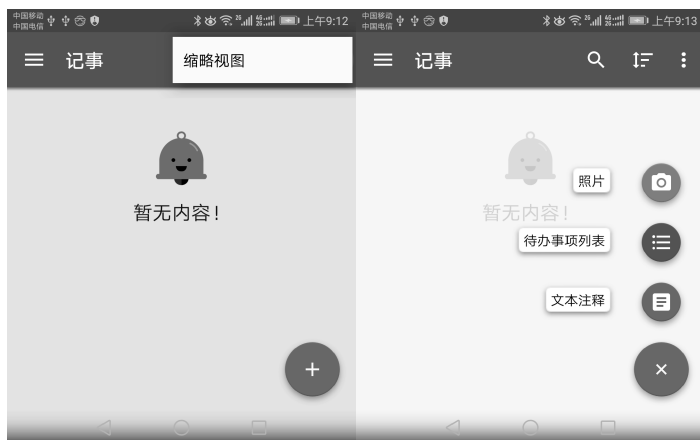 中国移动
中国电信
上午9:12
记事
缩略视图
暂无内容！
中国移动
中国电信
上午9:13
记事
照片
暂无内容！
待办事项列表
文本注释